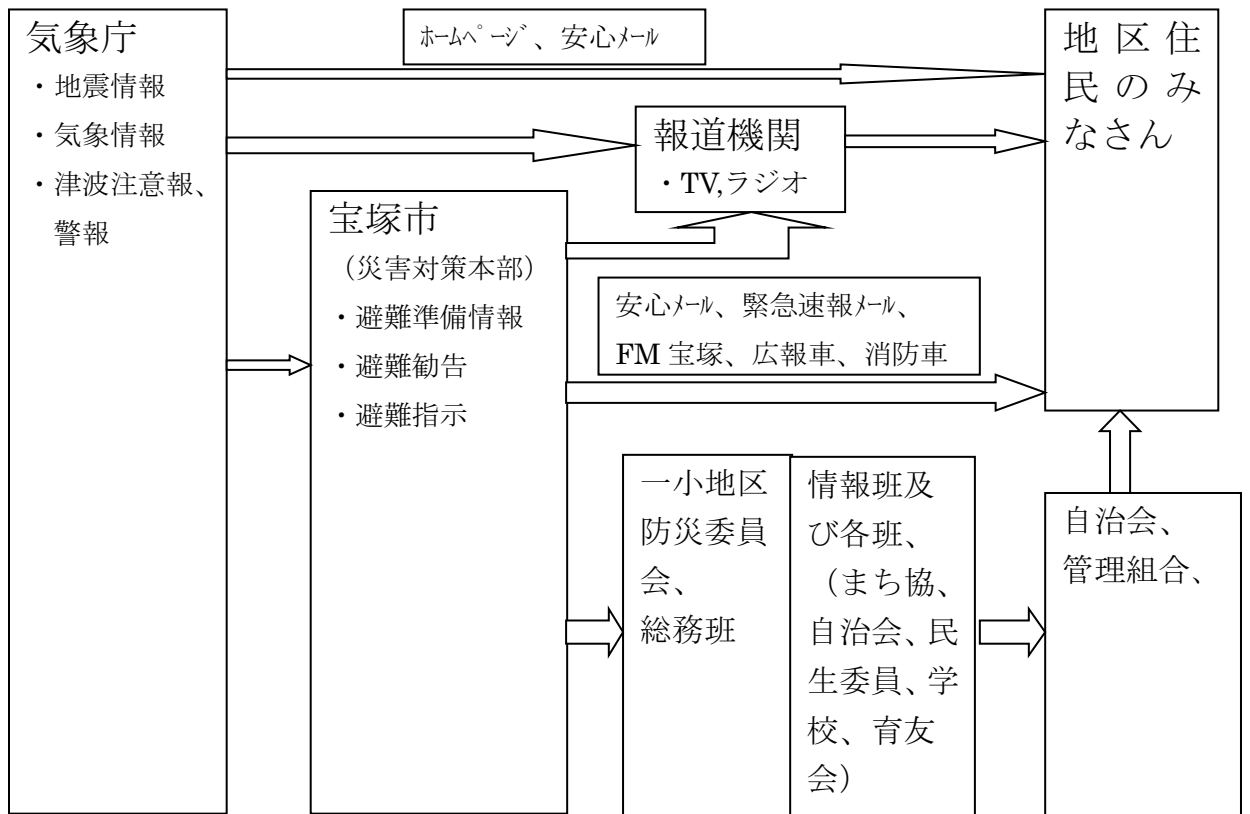 気象庁
・地震情報
・気象情報
・津波注意報、
警報
ﾎｰﾑﾍﾟｰｼﾞ、安心ﾒｰﾙ
報道機関
・TV,ラジオ
地区住
民のみ
なさん
宝塚市
（災害対策本部）
・避難準備情報
・避難勧告
・避難指示
安心ﾒｰﾙ、緊急速報ﾒｰﾙ、
FM 宝塚、広報車、消防車
一小地区
防災委員
会、
総務班
情報班及
び各班、
（まち協、
自治会、民
生委員、学
校、育友
会）
自治会、
管理組合、